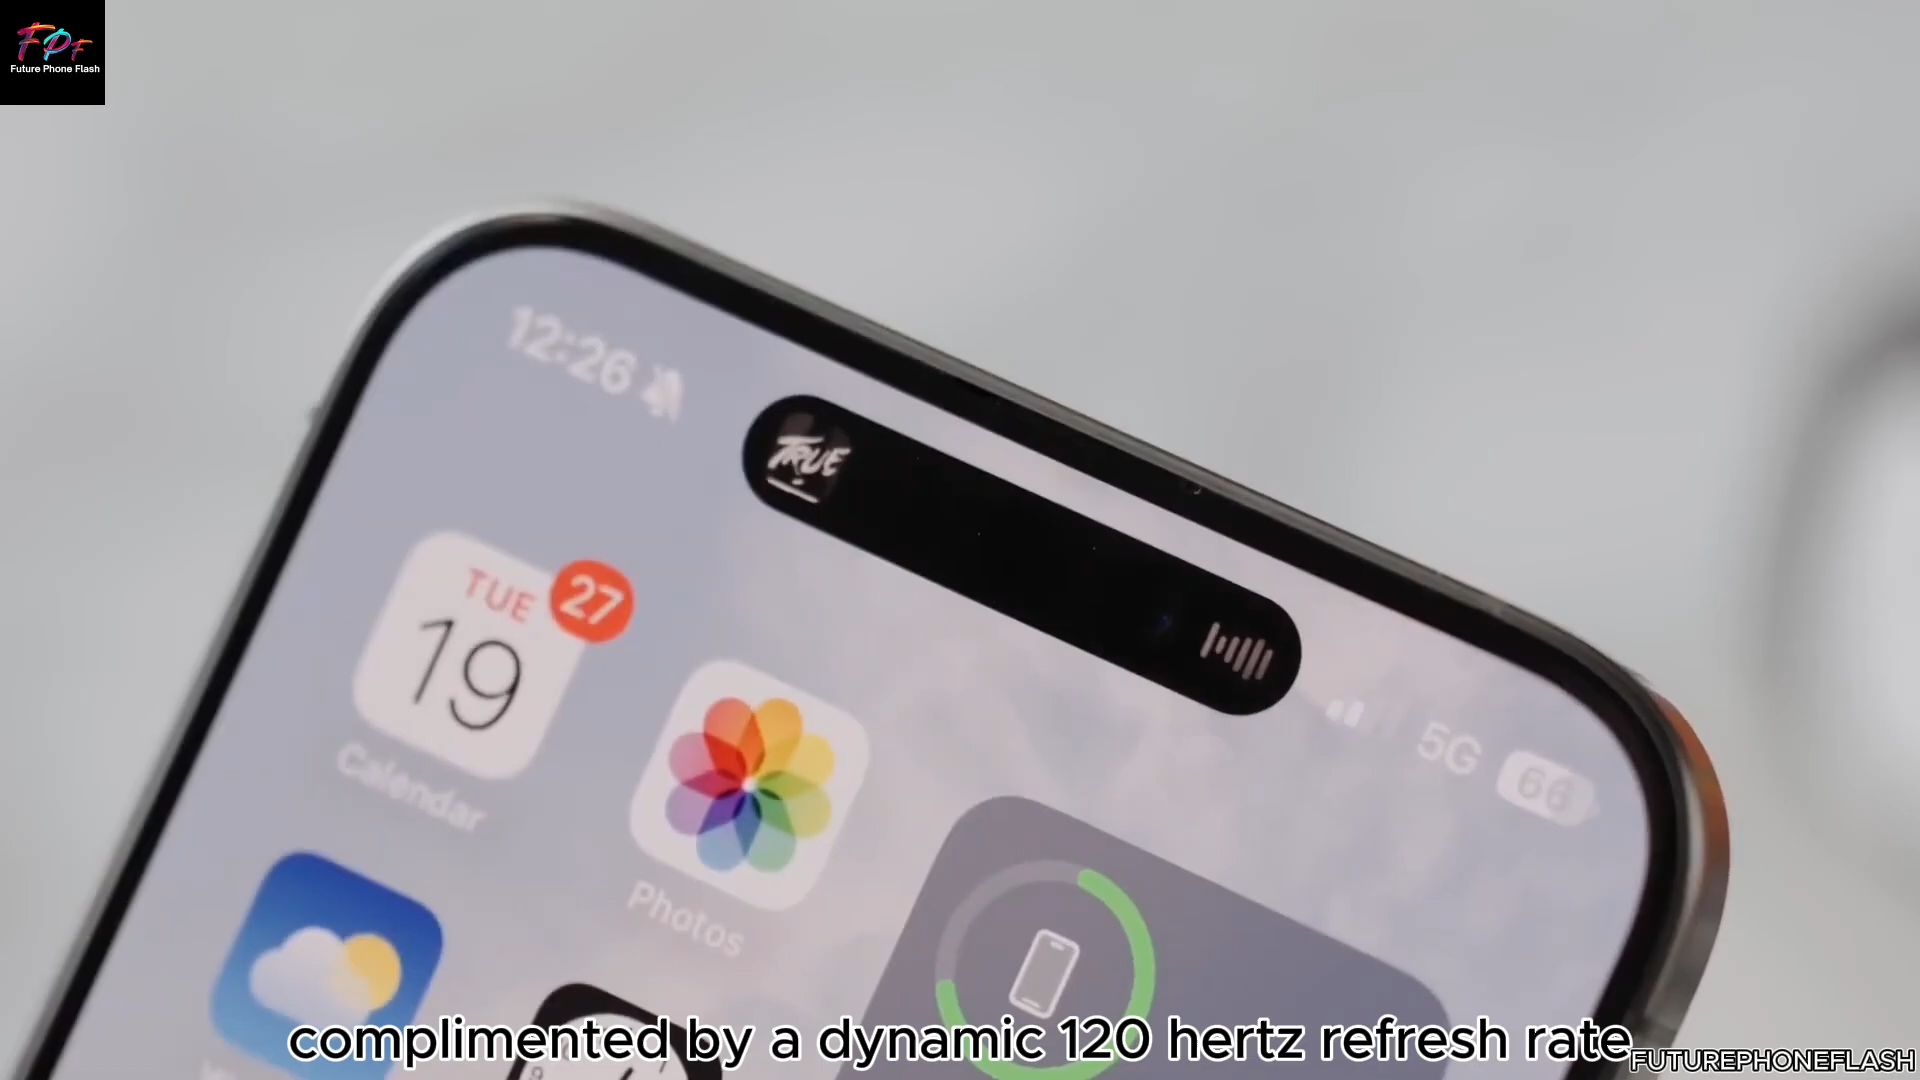 FPF
Future Phone Flash
12:26
TRUE
TUE
27
19
Calendar
Photos
5G
66
9
complimented by a dynamic 120 hertz refresh rate
FUTUREPHONEFLASH